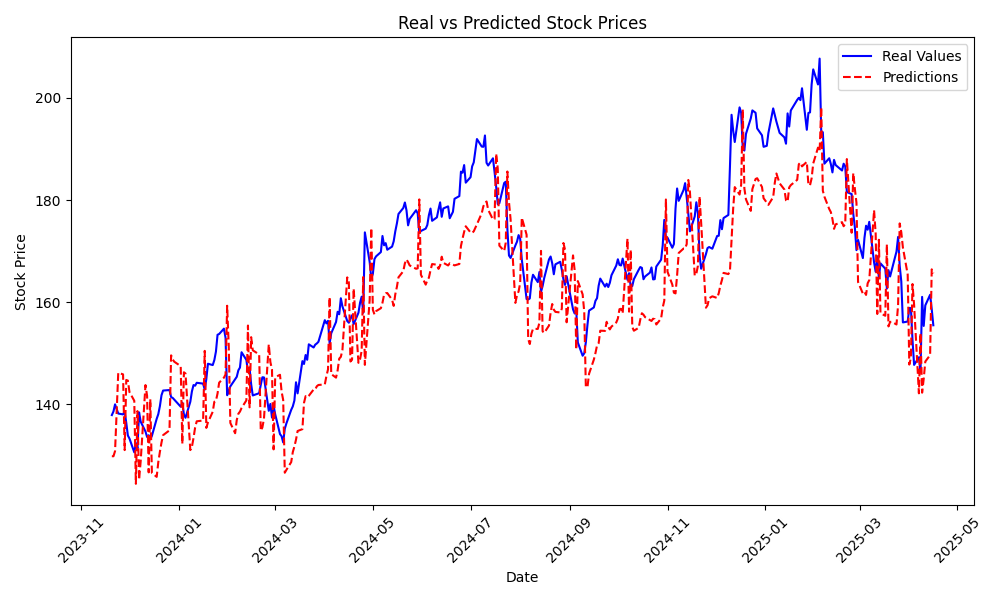 Real vs Predicted Stock Prices
Real Values
Predictions
Stock Price
200
180
160
140
2023-11
2024-01
2024-03
2024-05
2024-07
2024-09
2024-11
2025-01
2025-03
2025-05
Date